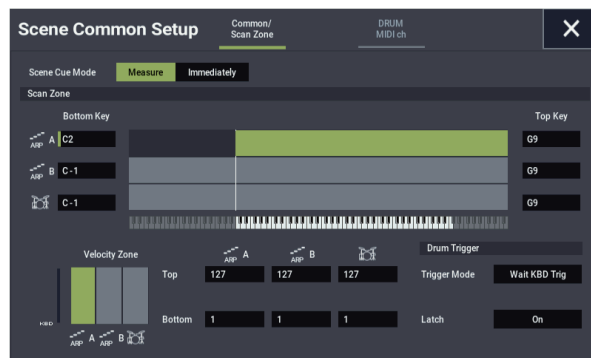 Scene Common Setup
Common/
Scan Zone
DRUM
MIDI ch
Scene Cue Mode
Measure
Immediately
Scan Zone
Bottom Key
Top Key
ARP A
C2
G9
ARP B
C-1
G9
C-1
G9
Velocity Zone
ARP A
ARP B
Drum Trigger
Top
127
127
127
Trigger Mode
Wait KBD Trig
KBD
Bottom
1
1
1
Latch
On
ARP A
ARP B